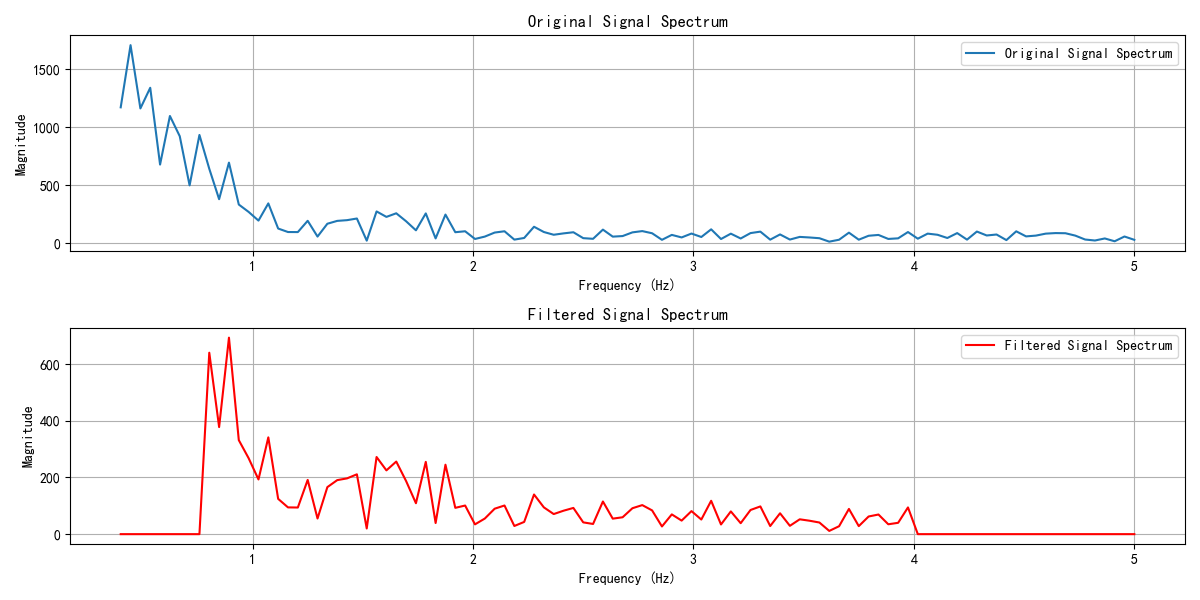 Original Signal Spectrum
Original Signal Spectrum
Magnitude
1500
1000
500
0
1 2 3 4 5
Frequency (Hz)
Filtered Signal Spectrum
Filtered Signal Spectrum
Magnitude
600
400
200
0
1 2 3 4 5
Frequency (Hz)